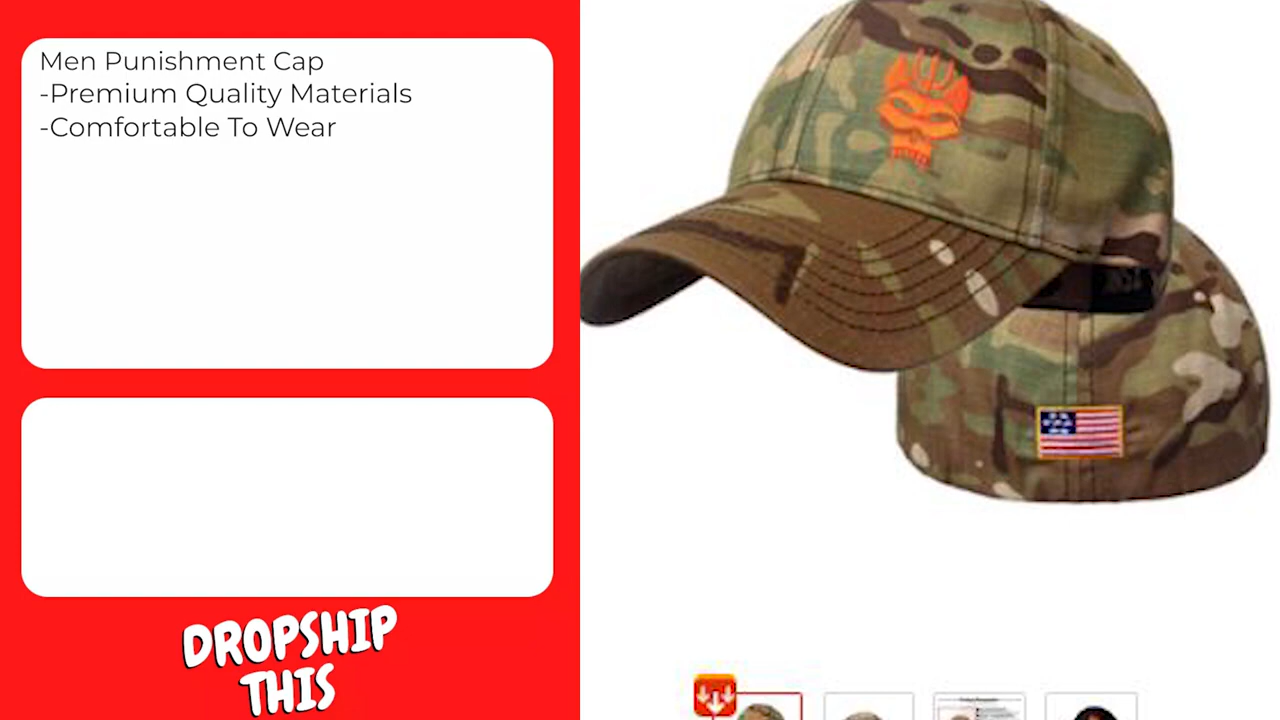 Men Punishment Cap
-Premium Quality Materials
-Comfortable To Wear
DROPSHIP
THIS